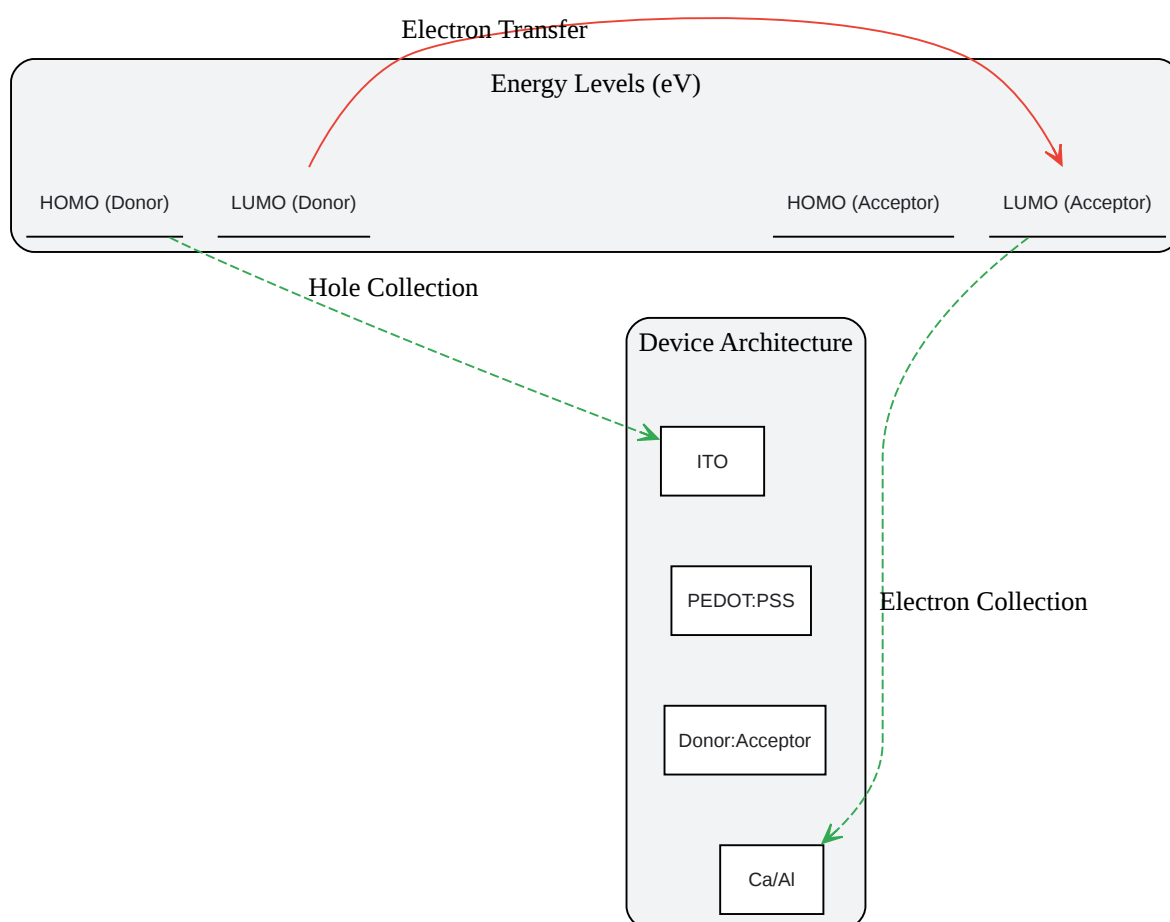 Electron Transfer
Energy Levels (eV)
HOMO (Donor)
LUMO (Donor)
HOMO (Acceptor)
LUMO (Acceptor)
Hole Collection
Device Architecture
ITO
PEDOT:PSS
Electron Collection
Donor:Acceptor
Ca/Al